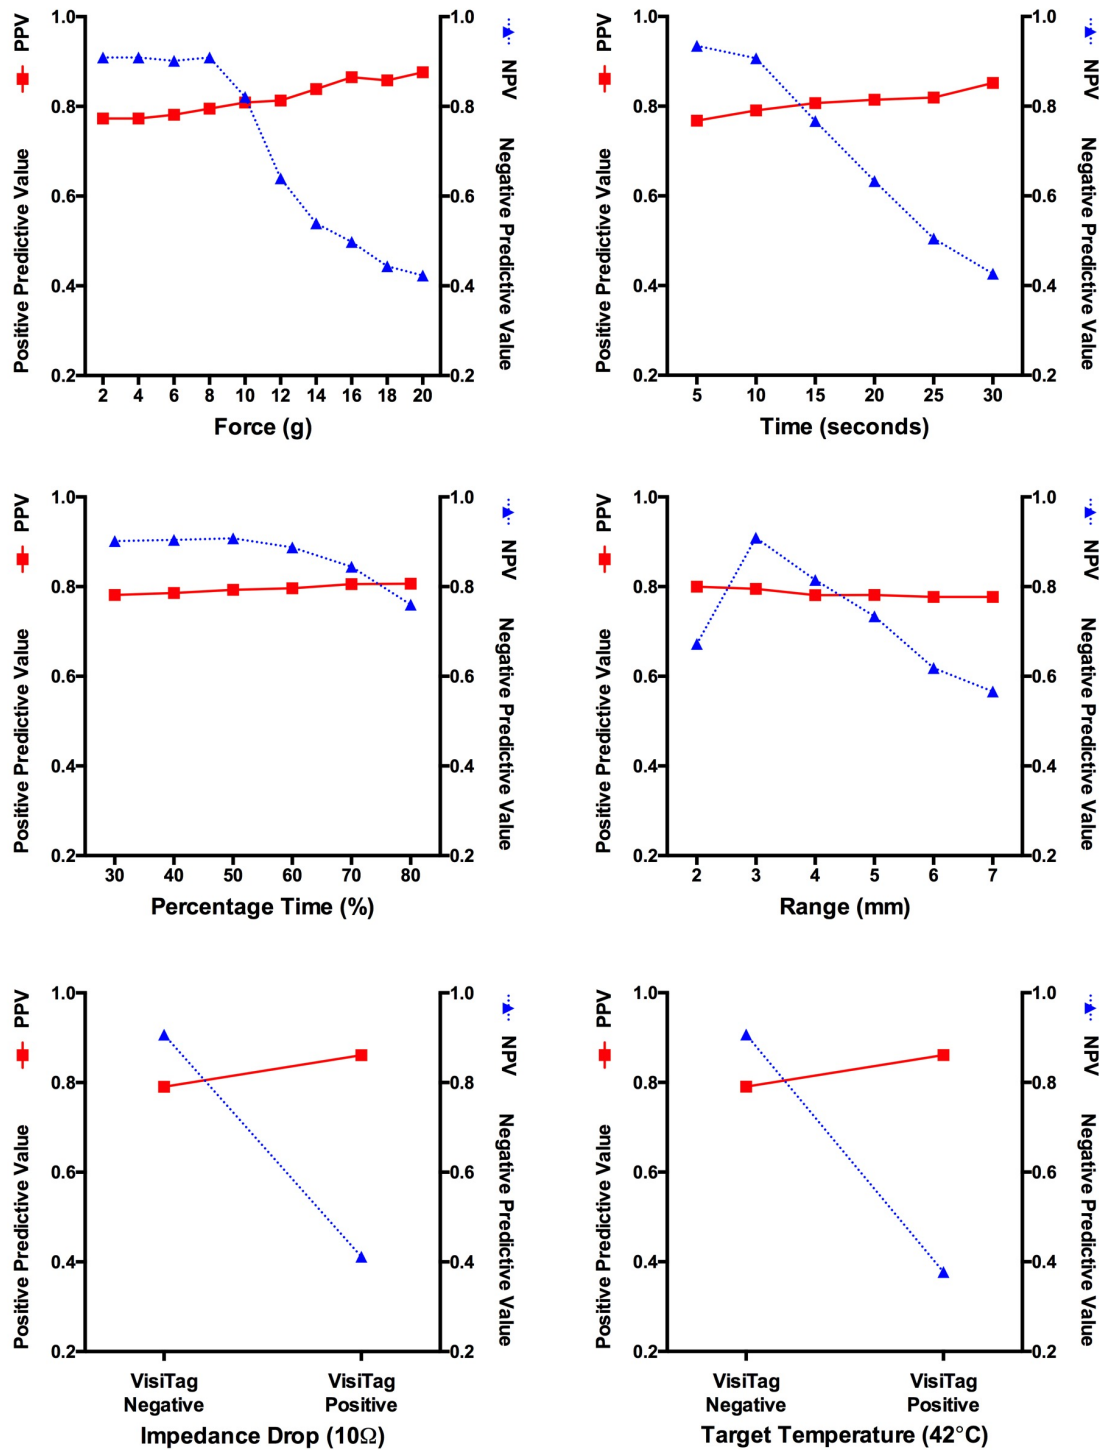 PPV
Positive Predictive Value
1.0
0.8
0.6
0.4
0.2
2 4 6 8 10 12 14 16 18 20
Force (g)
1.0
0.8
0.6
0.4
0.2
NPV
Negative Predictive Value
PPV
Positive Predictive Value
1.0
0.8
0.6
0.4
0.2
5 10 15 20 25 30
Time (seconds)
1.0
0.8
0.6
0.4
0.2
NPV
Negative Predictive Value
PPV
Positive Predictive Value
1.0
0.8
0.6
0.4
0.2
30 40 50 60 70 80
Percentage Time (%)
1.0
0.8
0.6
0.4
0.2
NPV
Negative Predictive Value
PPV
Positive Predictive Value
1.0
0.8
0.6
0.4
0.2
2 3 4 5 6 7
Range (mm)
1.0
0.8
0.6
0.4
0.2
NPV
Negative Predictive Value
PPV
Positive Predictive Value
1.0
0.8
0.6
0.4
0.2
VisiTag
Negative
VisiTag
Positive
Impedance Drop (10Ω)
1.0
0.8
0.6
0.4
0.2
NPV
Negative Predictive Value
PPV
Positive Predictive Value
1.0
0.8
0.6
0.4
0.2
VisiTag
Negative
VisiTag
Positive
Target Temperature (42°C)
1.0
0.8
0.6
0.4
0.2
NPV
Negative Predictive Value